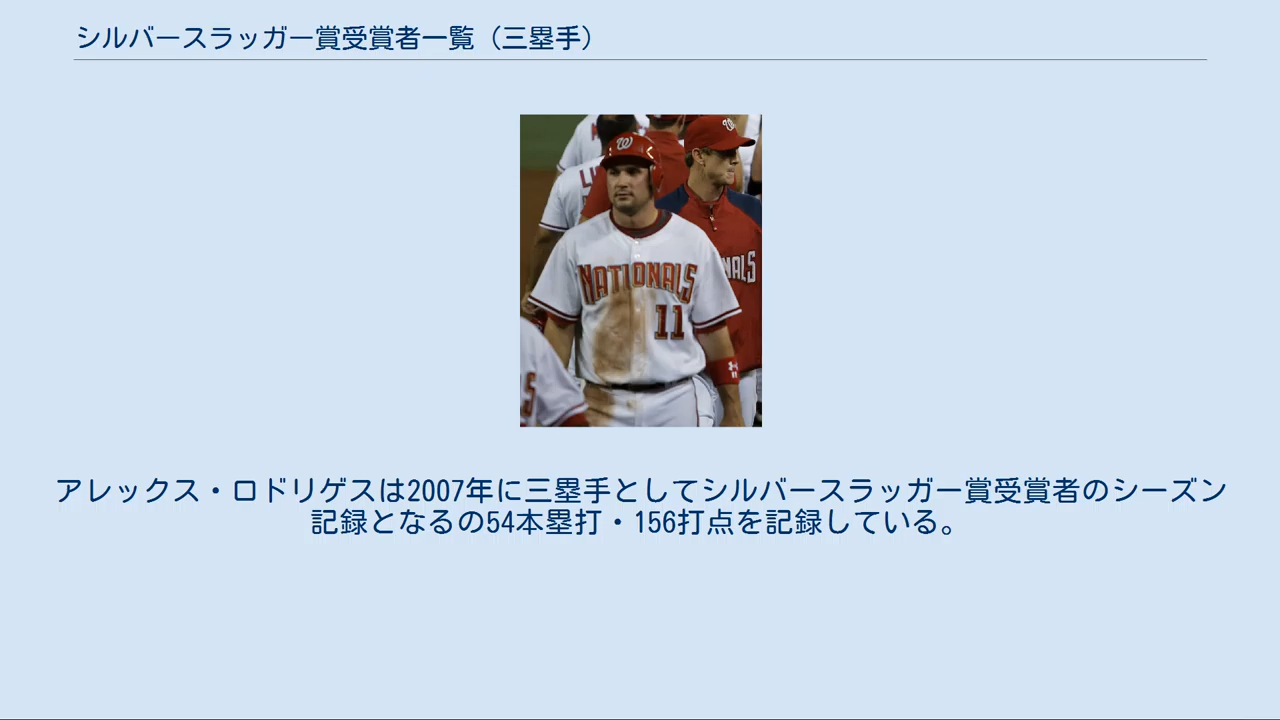 シルバースラッガー賞受賞者一覧（三塁手）
W
W
NATIONALS
11
NALS
アレックス・ロドリゲスは2007年に三塁手としてシルバースラッガー賞受賞者のシーズン
記録となるの54本塁打・156打点を記録している。